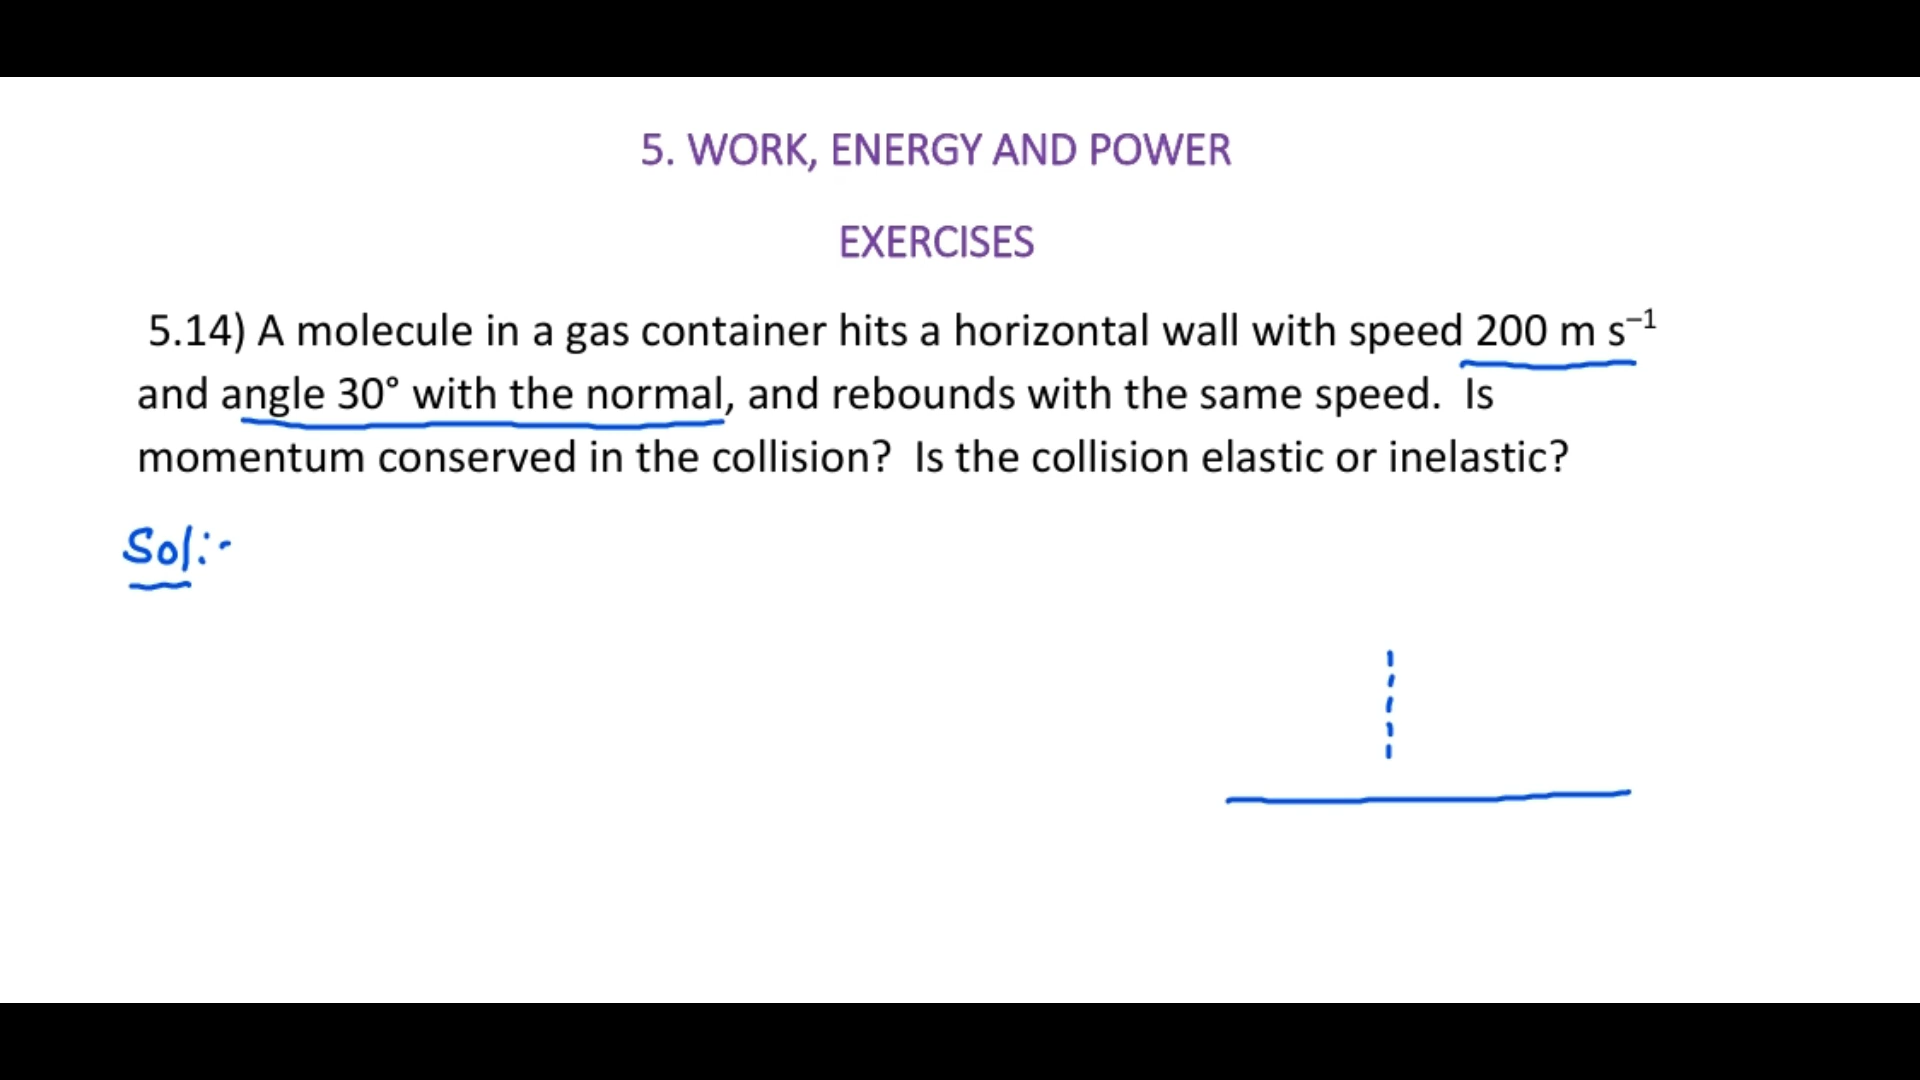 5. WORK, ENERGY AND POWER
EXERCISES
5.14) A molecule in a gas container hits a horizontal wall with speed 200 m s⁻¹
and angle 30° with the normal, and rebounds with the same speed. Is
momentum conserved in the collision? Is the collision elastic or inelastic?
Sol:-